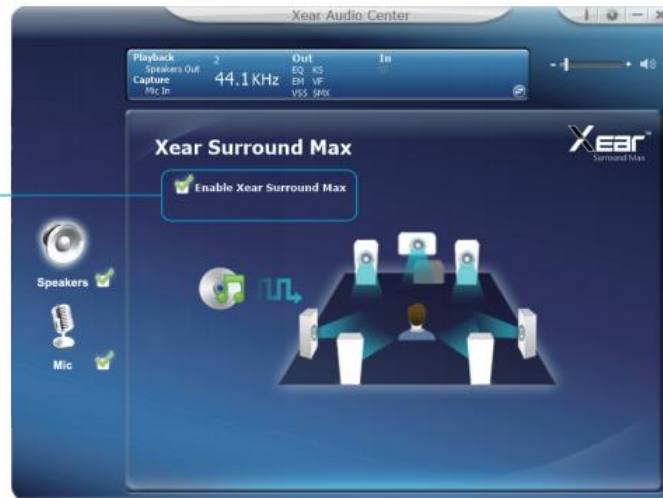 Xear Audio Center
Playback 2 Out In
Speakers Out EQ KS
Capture 44.1KHz EM VF
Mic In VSS SMX
Xear Surround Max
Xear™
Surround Max
Enable Xear Surround Max
Speakers
Mic